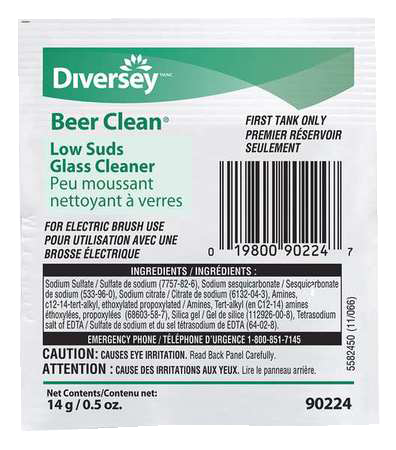 Diversey™/MC
Beer Clean®
Low Suds
Glass Cleaner
Peu moussant
nettoyant à verres
FIRST TANK ONLY
PREMIER RÉSERVOIR
SEULEMENT
FOR ELECTRIC BRUSH USE
POUR UTILISATION AVEC UNE
BROSSE ÉLECTRIQUE
0 19800 90224 7
INGREDIENTS / INGRÉDIENTS :
Sodium Sulfate / Sulfate de sodium (7757-82-6), Sodium sesquicarbonate / Sesquicarbonate
de sodium (533-96-0), Sodium citrate / Citrate de sodium (6132-04-3), Amines,
c12-14-tert-alkyl, ethoxylated propoxylated / Amines, Tert-alkyl (en C12-14) amines
éthoxylées, propoxylées (68603-58-7), Silica gel / Gel de silice (112926-00-8), Tetrasodium
salt of EDTA / Sulfate de sodium et du sel tétrasodium de EDTA (64-02-8).
EMERGENCY PHONE / TÉLÉPHONE D'URGENCE 1-800-851-7145
CAUTION: CAUSES EYE IRRITATION. Read Back Panel Carefully.
ATTENTION : CAUSE DES IRRITATIONS AUX YEUX. Lire le panneau arrière.
5582450 (11/066)
Net Contents/Contenu net
14 g / 0.5 oz.
90224